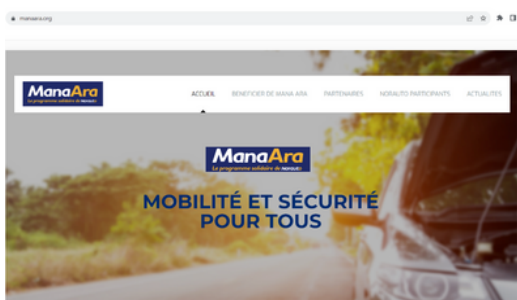 manaara.org
ManaAra
Le programme solidaire de NORAUTO
ACCUEIL BENEFICIER DE MANA ARA PARTENAIRES NORAUTO PARTICIPANTS ACTUALITES
ManaAra
Le programme solidaire de NORAUTO
MOBILITÉ ET SÉCURITÉ
POUR TOUS